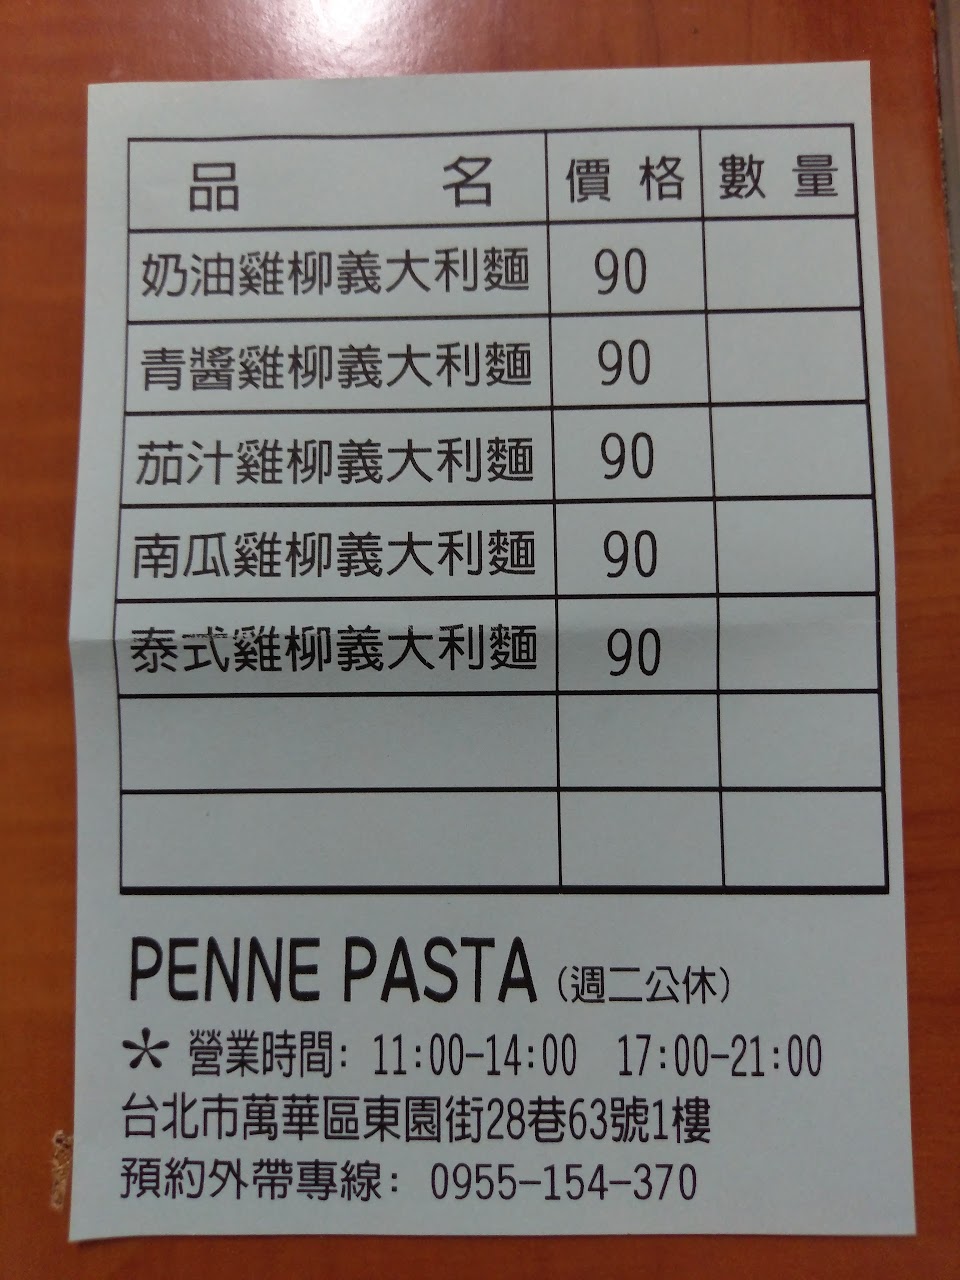 品 名 價格 數量
奶油雞柳義大利麵 90
青醬雞柳義大利麵 90
茄汁雞柳義大利麵 90
南瓜雞柳義大利麵 90
泰式雞柳義大利麵 90
PENNE PASTA (週二公休)
＊營業時間: 11:00-14:00 17:00-21:00
台北市萬華區東園街28巷63號1樓
預約外帶專線: 0955-154-370